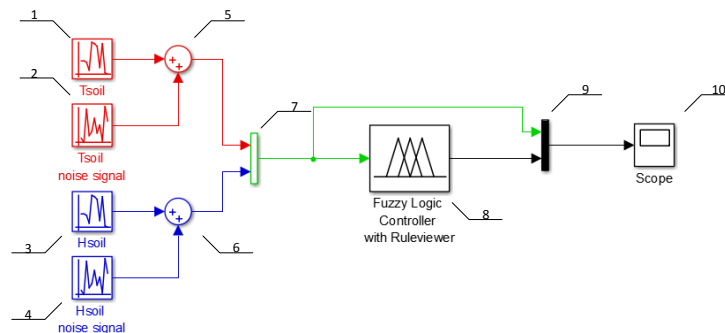 1
5
Tsoil
2
Tsoil
noise signal
7
9
10
Scope
Fuzzy Logic
Controller
with Ruleviewer
8
Hsoil
3
6
Hsoil
noise signal
4